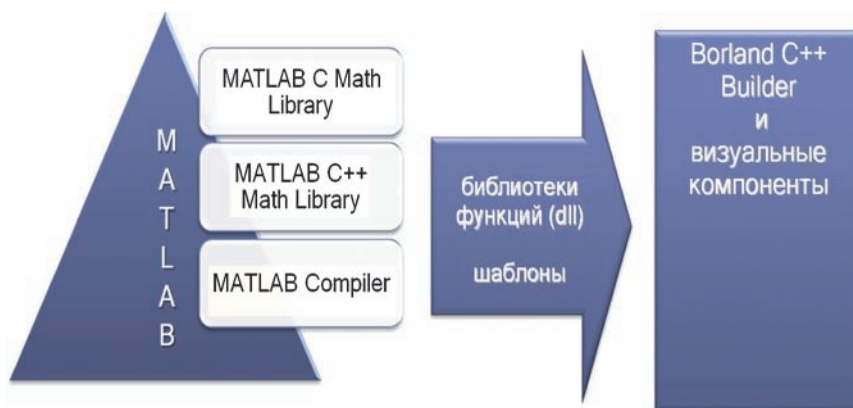 M
A
T
L
A
B
MATLAB C Math
Library
MATLAB C++
Math Library
MATLAB Compiler
библиотеки
функций (dll)
шаблоны
Borland C++
Builder
и
визуальные
компоненты